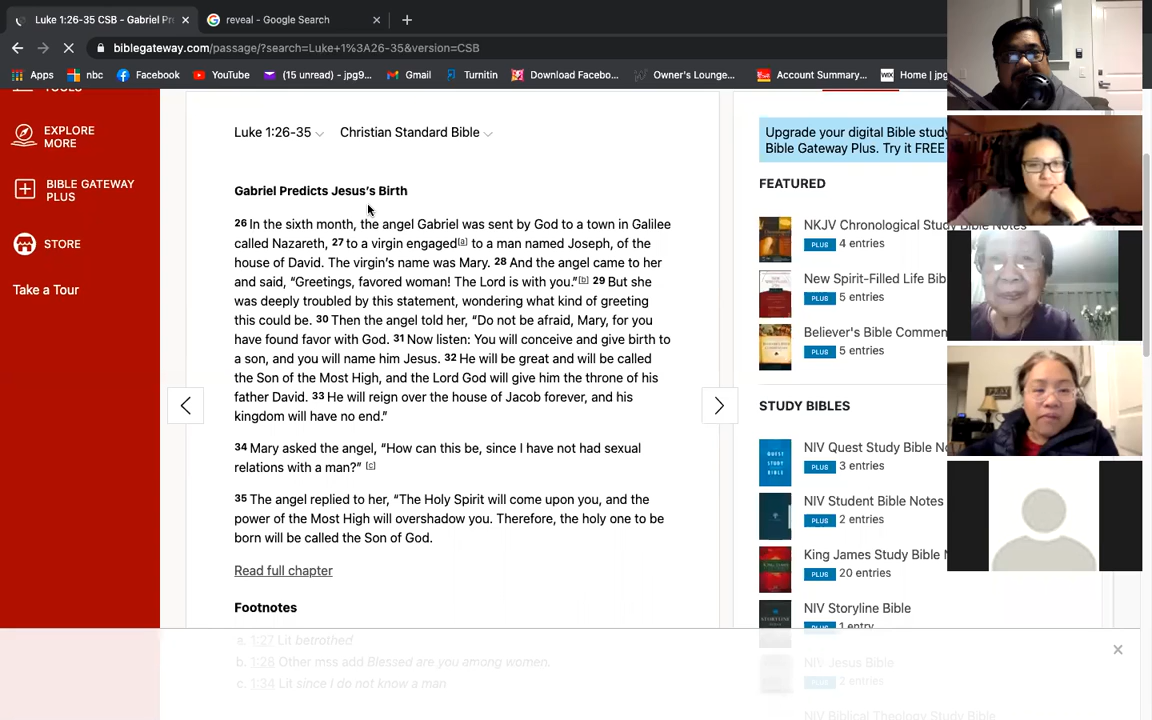 Luke 1:26-35 CSB - Gabriel Pr
reveal - Google Search
biblegateway.com/passage/?search=Luke+1%3A26-35&version=CSB
Apps
nbc
Facebook
YouTube
(15 unread) - jpg9...
Gmail
Turnitin
Download Faceboo...
Owner's Lounge...
Account Summary...
WIX
Home | jpg
TOOLS
EXPLORE
MORE
BIBLE GATEWAY
PLUS
STORE
Take a Tour
Luke 1:26-35
Christian Standard Bible
Gabriel Predicts Jesus’s Birth
26 In the sixth month, the angel Gabriel was sent by God to a town in Galilee
called Nazareth, 27 to a virgin engaged[a] to a man named Joseph, of the
house of David. The virgin’s name was Mary. 28 And the angel came to her
and said, “Greetings, favored woman! The Lord is with you.”[b] 29 But she
was deeply troubled by this statement, wondering what kind of greeting
this could be. 30 Then the angel told her, “Do not be afraid, Mary, for you
have found favor with God. 31 Now listen: You will conceive and give birth to
a son, and you will name him Jesus. 32 He will be great and will be called
the Son of the Most High, and the Lord God will give him the throne of his
father David. 33 He will reign over the house of Jacob forever, and his
kingdom will have no end.”
34 Mary asked the angel, “How can this be, since I have not had sexual
relations with a man?” [c]
35 The angel replied to her, “The Holy Spirit will come upon you, and the
power of the Most High will overshadow you. Therefore, the holy one to be
born will be called the Son of God.
Read full chapter
Footnotes
a. 1:27 Lit betrothed
b. 1:28 Other mss add Blessed are you among women.
c. 1:34 Lit since I do not know a man
Upgrade your digital Bible study
Bible Gateway Plus. Try it FREE
FEATURED
NKJV Chronological Study Bible Notes
PLUS 4 entries
New Spirit-Filled Life Bib
PLUS 5 entries
Believer's Bible Commen
PLUS 5 entries
STUDY BIBLES
QUEST
STUDY
BIBLE
NIV Quest Study Bible No
PLUS 3 entries
NIV Student Bible Notes
PLUS 2 entries
King James Study Bible N
PLUS 20 entries
NIV Storyline Bible
PLUS 1 entry
NIV Jesus Bible
PLUS 2 entries
NIV Biblical Theology Study Bible